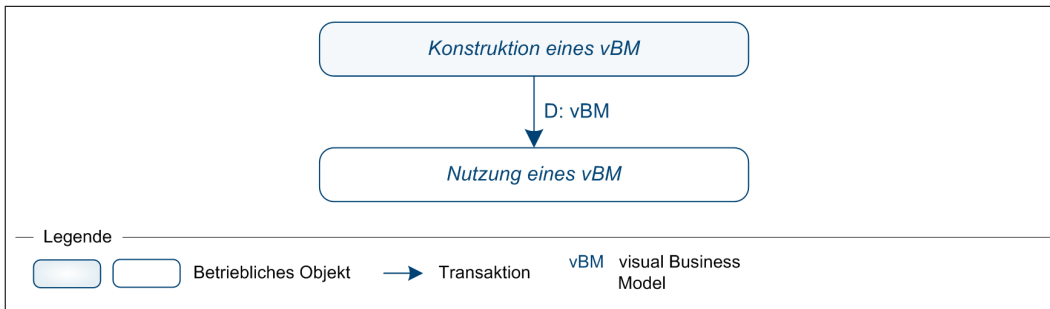 Konstruktion eines vBM
D: vBM
Nutzung eines vBM
Legende
Betriebliches Objekt
Transaktion
vBM visual Business
Model